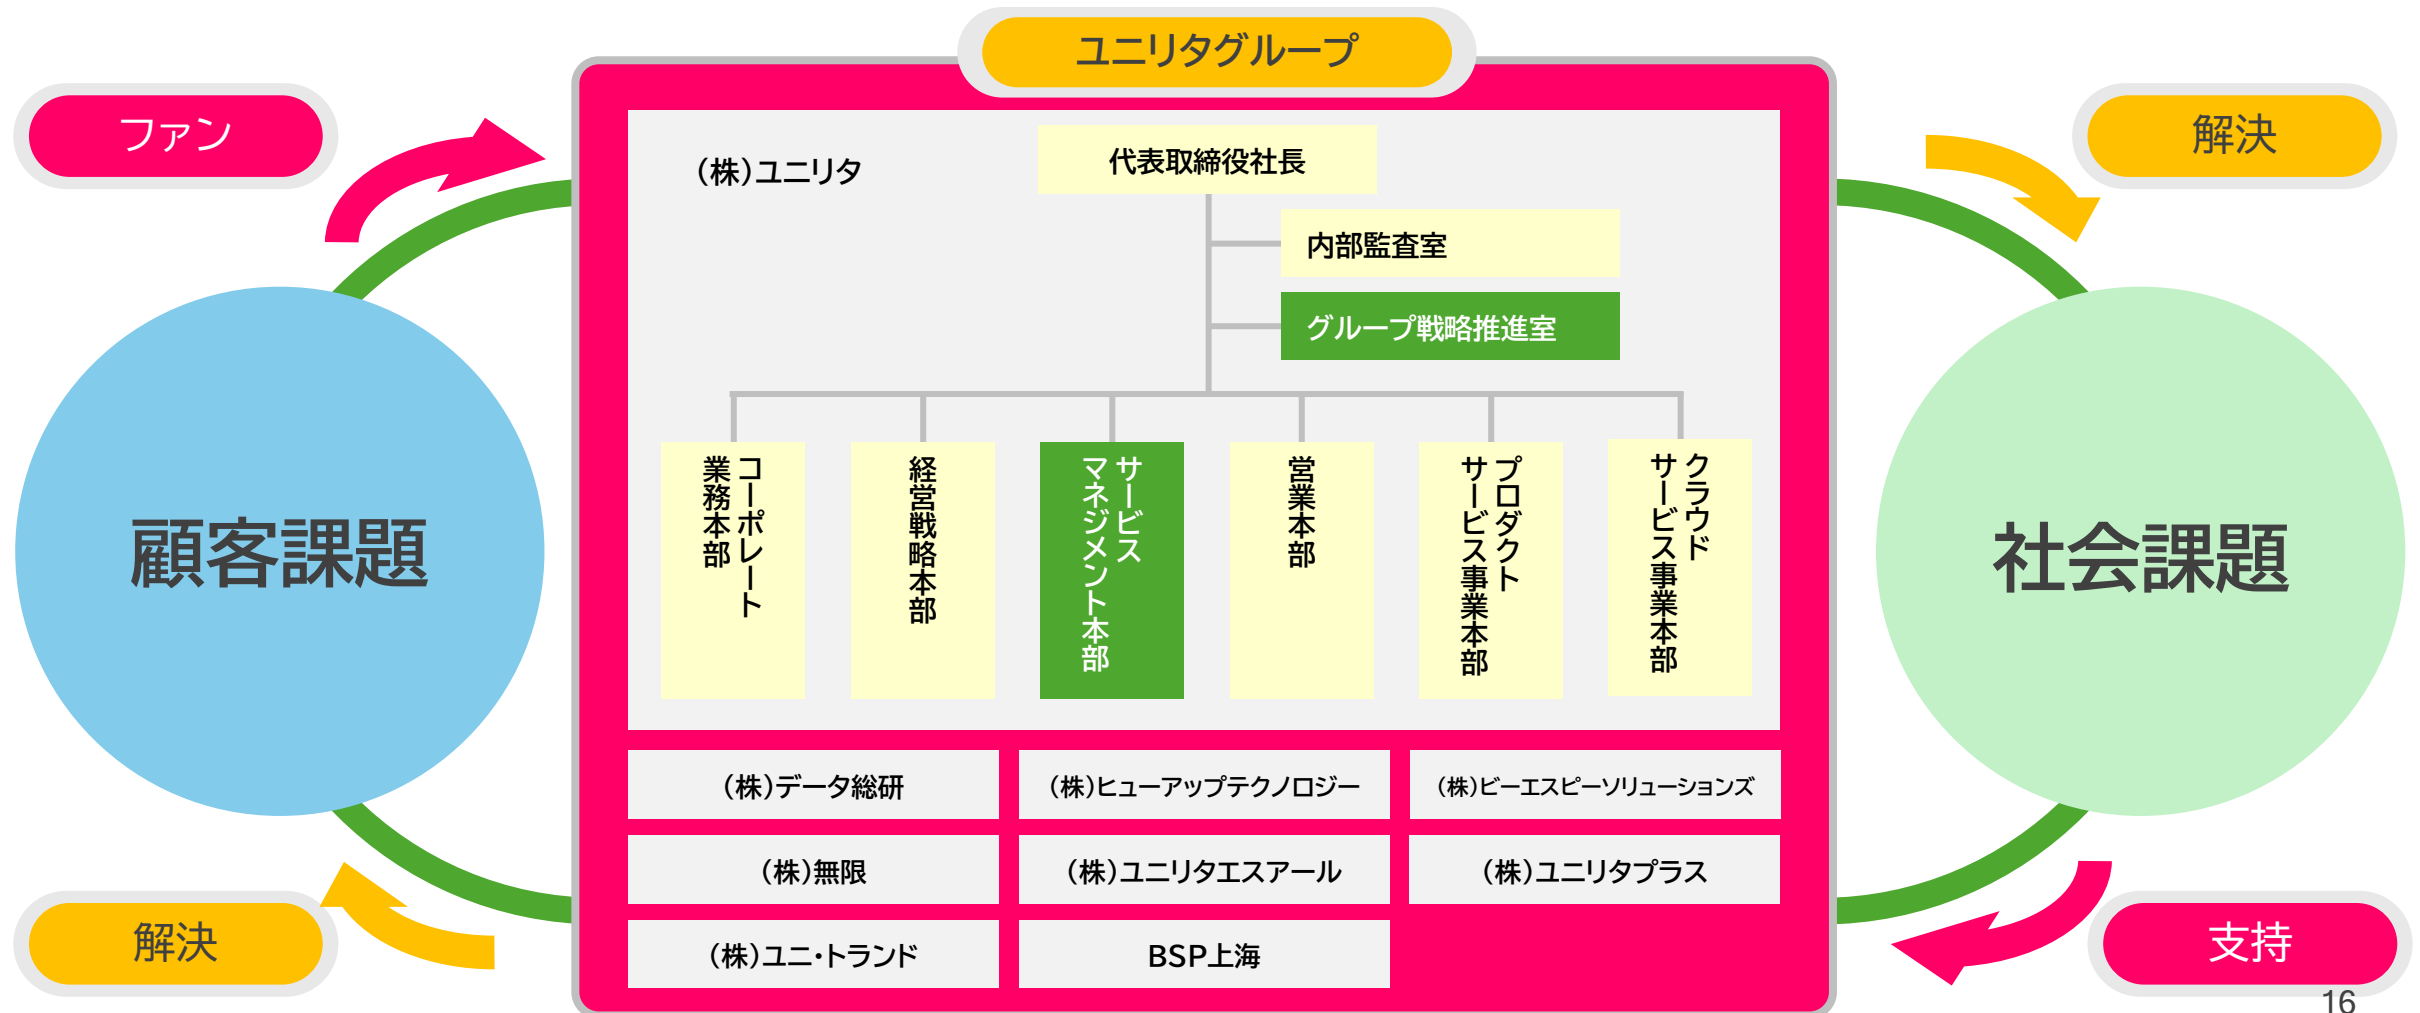 ユニリタグループ
ファン
解決
(株)ユニリタ
代表取締役社長
内部監査室
グループ戦略推進室
コーポレート
業務本部
経営戦略本部
サービス
マネジメント本部
営業本部
プロダクト
サービス事業本部
クラウド
サービス事業本部
顧客課題
社会課題
(株)データ総研
(株)ヒューアップテクノロジー
(株)ビーエスピーソリューションズ
(株)無限
(株)ユニリタエスアール
(株)ユニリタプラス
(株)ユニ・トランド
BSP上海
解決
支持
16